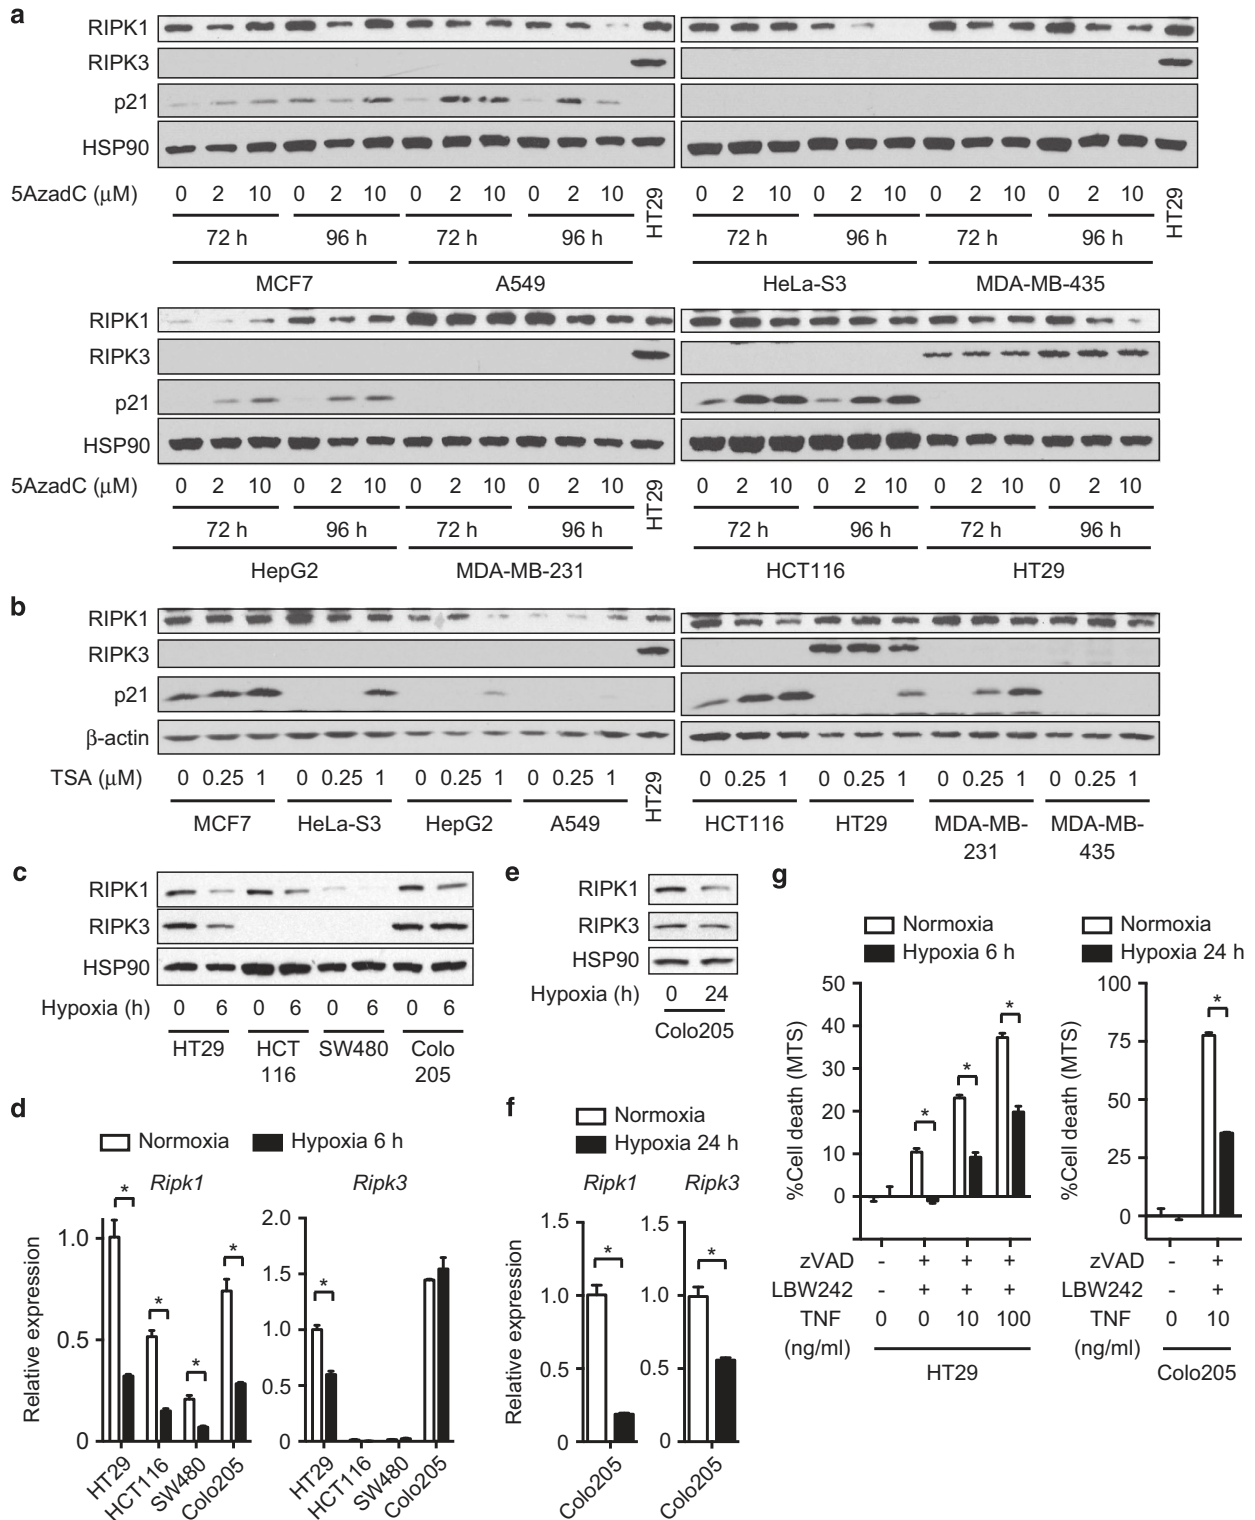 a
RIPK1
RIPK3
p21
HSP90
5AzadC (μM) 0 2 10 0 2 10 0 2 10 0 2 10 HT29 0 2 10 0 2 10 0 2 10 0 2 10 HT29
72 h 96 h 72 h 96 h 72 h 96 h 72 h 96 h
MCF7 A549 HeLa-S3 MDA-MB-435
RIPK1
RIPK3
p21
HSP90
5AzadC (μM) 0 2 10 0 2 10 0 2 10 0 2 10 HT29 0 2 10 0 2 10 0 2 10 0 2 10
72 h 96 h 72 h 96 h 72 h 96 h 72 h 96 h
HepG2 MDA-MB-231 HCT116 HT29
b
RIPK1
RIPK3
p21
β-actin
TSA (μM) 0 0.25 1 0 0.25 1 0 0.25 1 0 0.25 1 HT29 0 0.25 1 0 0.25 1 0 0.25 1 0 0.25 1
MCF7 HeLa-S3 HepG2 A549 HCT116 HT29 MDA-MB- MDA-MB-
231 435
c
RIPK1
RIPK3
HSP90
Hypoxia (h) 0 6 0 6 0 6 0 6
HT29 HCT SW480 Colo
116 205
d
Normoxia Hypoxia 6 h
Ripk1 Ripk3
Relative expression
1.0
0.5
0
* * * *
HT29 HCT116 SW480 Colo205
2.0
1.5
1.0
0.5
0
*
HT29 HCT116 SW480 Colo205
e
RIPK1
RIPK3
HSP90
Hypoxia (h) 0 24
Colo205
f
Normoxia
Hypoxia 24 h
Ripk1 Ripk3
Relative expression
1.5
1.0
0.5
0
*
Colo205
1.5
1.0
0.5
0
*
Colo205
g
Normoxia
Hypoxia 6 h
%Cell death (MTS)
50
40
30
20
10
0
* * *
zVAD - + + +
LBW242 - + + +
TNF 0 0 10 100
(ng/ml)
HT29
Normoxia
Hypoxia 24 h
%Cell death (MTS)
100
75
50
25
0
*
zVAD - +
LBW242 - +
TNF 0 10
(ng/ml)
Colo205